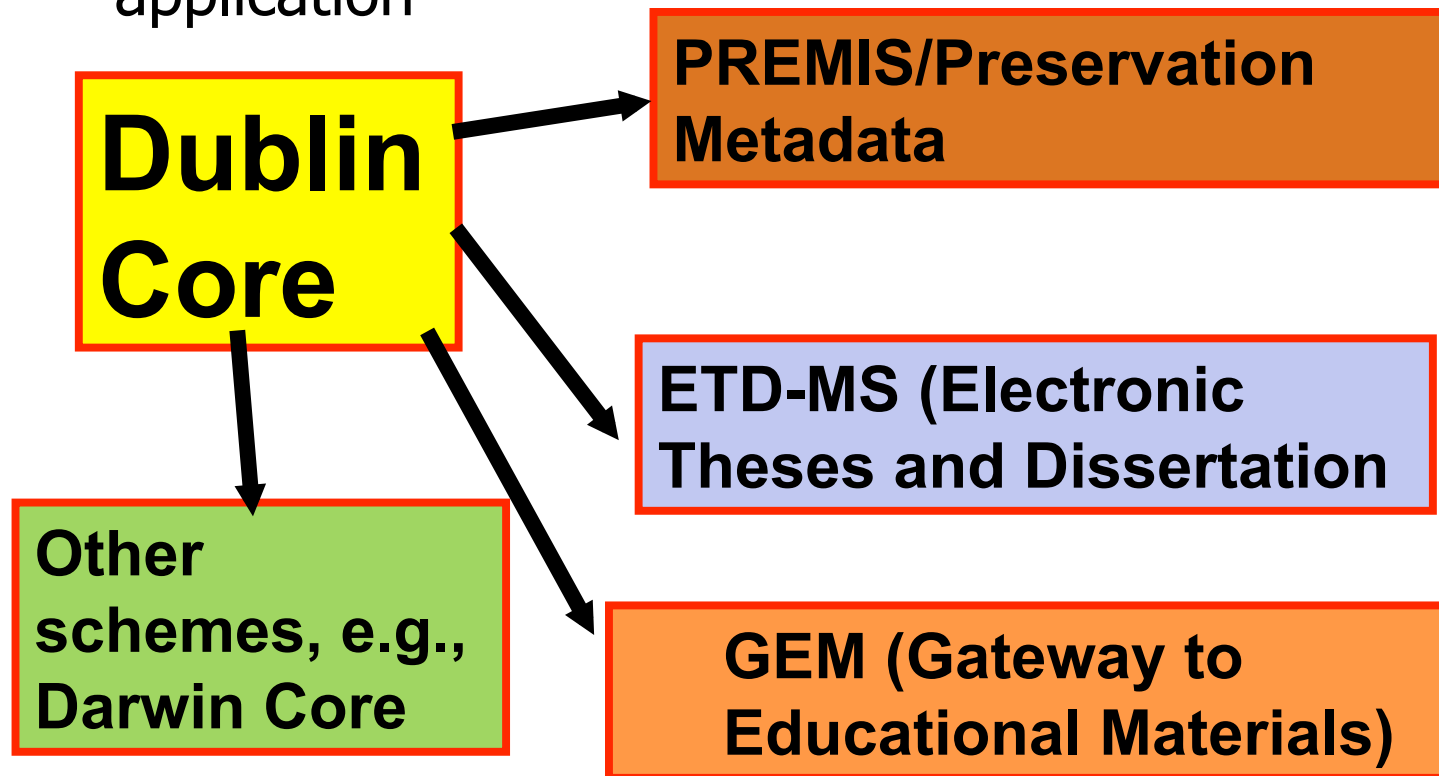 application
Dublin
Core
PREMIS/Preservation
Metadata
ETD-MS (Electronic
Theses and Dissertation
Other
schemes, e.g.,
Darwin Core
GEM (Gateway to
Educational Materials)